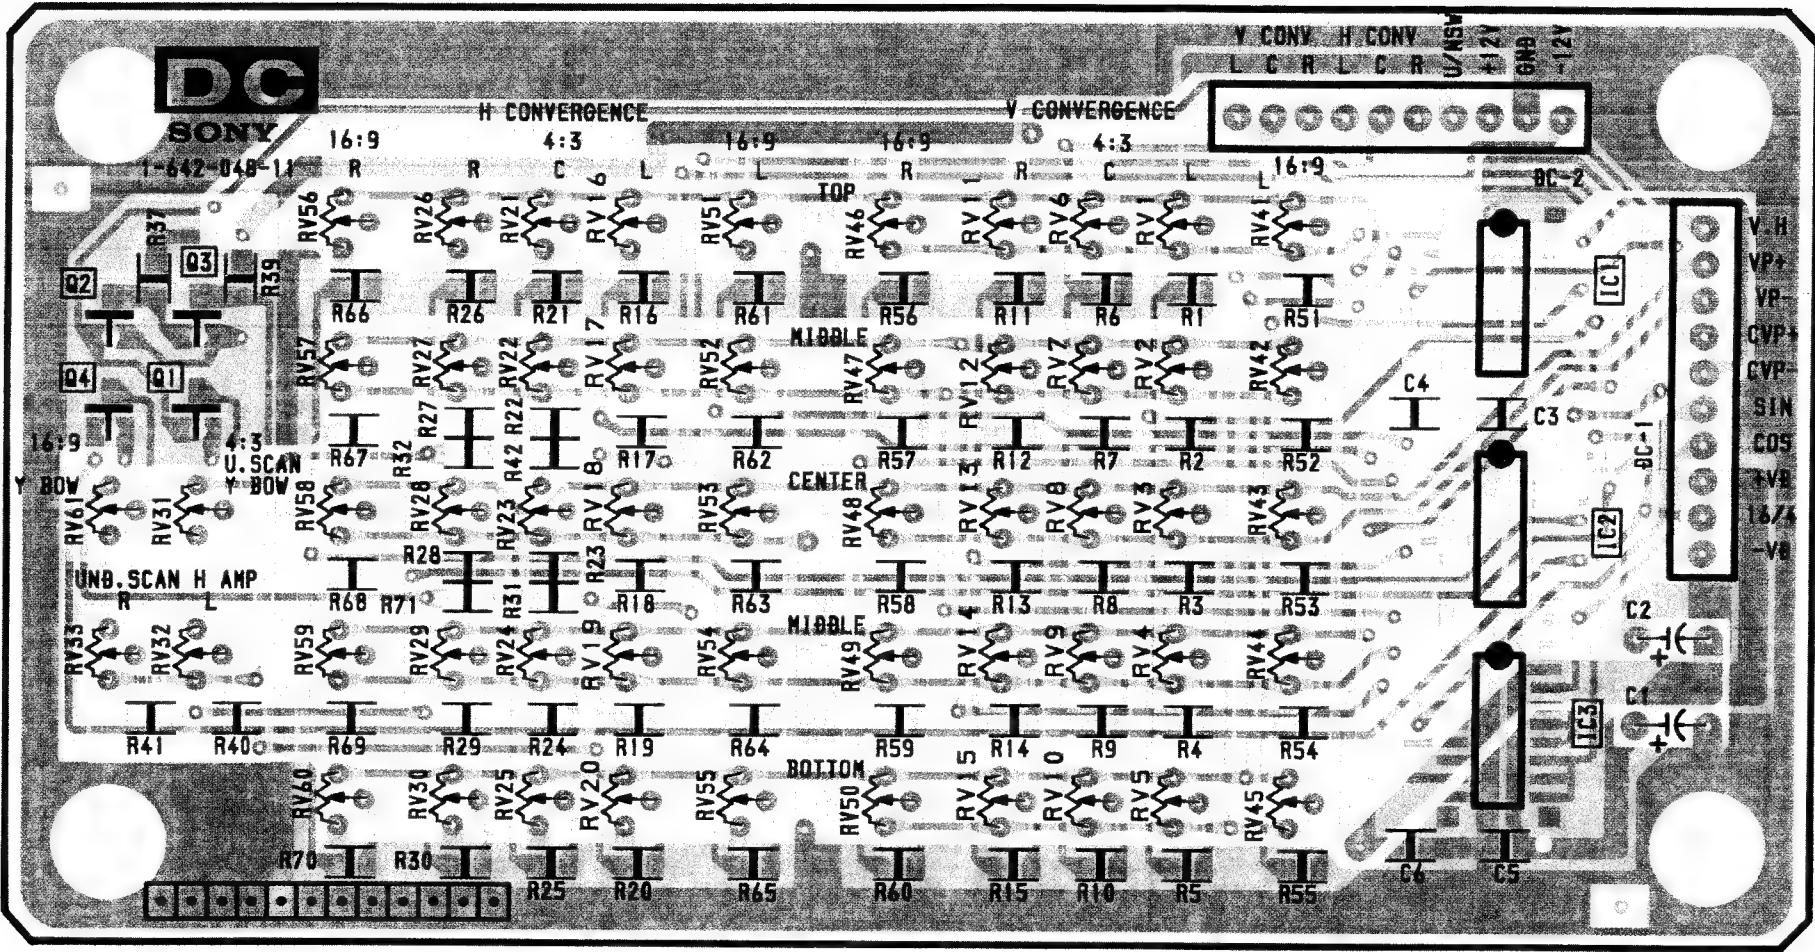 V CONV H CONV U/NSW +12V GND -12V
L C R L C R
DC
SONY
1-642-048-11
H CONVERGENCE V CONVERGENCE
16:9 4:3 16:9 16:9 4:3 16:9
R R C L L R R C L L
TOP
DC-2
RV56 RV26 RV21 RV16 RV51 RV46 RV11 RV6 RV1 RV41
R37 Q3 R39 Q2
R66 R26 R21 R16 R61 R56 R11 R6 R1 R51
IC1
V.H
VP+
VP-
CVP+
CVP-
SIN
COS
+VB
16/4
-VB
DC-1
MIDDLE
RV57 RV27 RV22 RV17 RV52 RV47 RV12 RV7 RV2 RV42
Q4 Q1
C4 C3
R27 R22
R67 R32 R42 R17 R62 R57 R12 R7 R2 R52
16:9 4:3
U.SCAN
Y BOW Y BOW
CENTER
RV61 RV31 RV58 RV28 RV23 RV18 RV53 RV48 RV13 RV8 RV3 RV43
IC2
R28 R23
UND.SCAN H AMP
R L
R68 R71 R31 R18 R63 R58 R13 R8 R3 R53
MIDDLE
C2
+
RV33 RV32 RV59 RV29 RV24 RV19 RV54 RV49 RV14 RV9 RV4 RV44
C1
+
IC3
R41 R40 R69 R29 R24 R19 R64 R59 R14 R9 R4 R54
BOTTOM
RV60 RV30 RV25 RV20 RV55 RV50 RV15 RV10 RV5 RV45
R70 R30 R25 R20 R65 R60 R15 R10 R5 R55
C6 C5